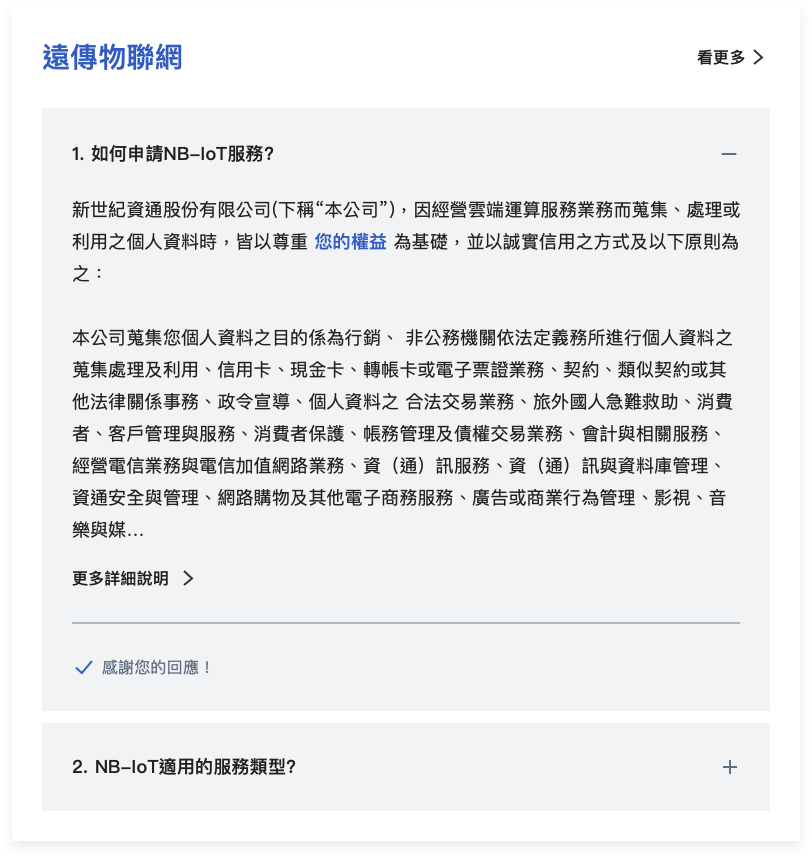 遠傳物聯網
看更多
1. 如何申請NB-IoT服務?
新世紀資通股份有限公司(下稱“本公司”)，因經營雲端運算服務業務而蒐集、處理或
利用之個人資料時，皆以尊重 您的權益 為基礎，並以誠實信用之方式及以下原則為
之：
本公司蒐集您個人資料之目的係為行銷、 非公務機關依法定義務所進行個人資料之
蒐集處理及利用、信用卡、現金卡、轉帳卡或電子票證業務、契約、類似契約或其
他法律關係事務、政令宣導、個人資料之 合法交易業務、旅外國人急難救助、消費
者、客戶管理與服務、消費者保護、帳務管理及債權交易業務、會計與相關服務、
經營電信業務與電信加值網路業務、資（通）訊服務、資（通）訊與資料庫管理、
資通安全與管理、網路購物及其他電子商務服務、廣告或商業行為管理、影視、音
樂與媒...
更多詳細說明
感謝您的回應！
2. NB-IoT適用的服務類型?